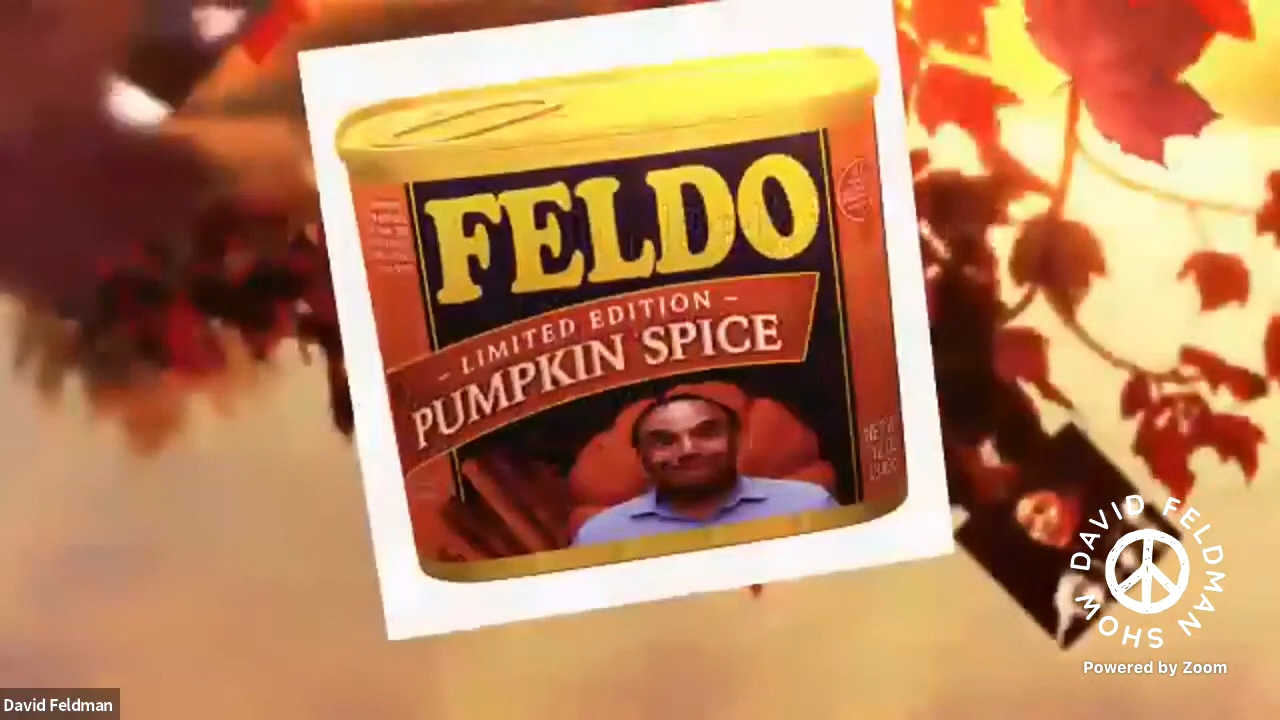 FELDO
– LIMITED EDITION –
PUMPKIN SPICE
DAVID FELDMAN SHOW
Powered by Zoom
David Feldman